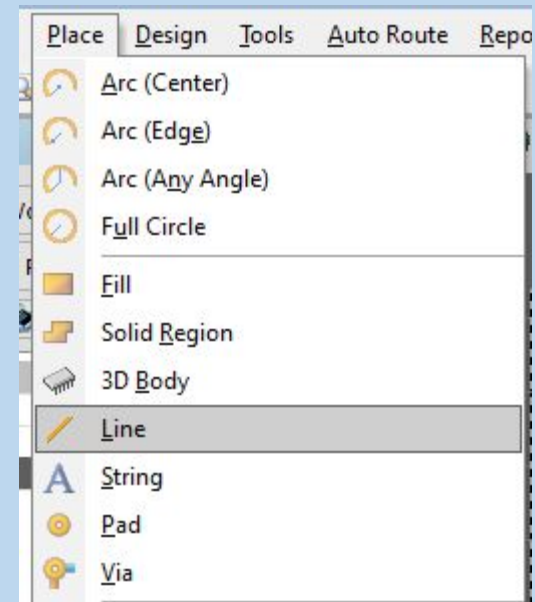 Place Design Tools Auto Route Repo
Arc (Center)
Arc (Edge)
Arc (Any Angle)
Full Circle
Fill
Solid Region
3D Body
Line
String
Pad
Via